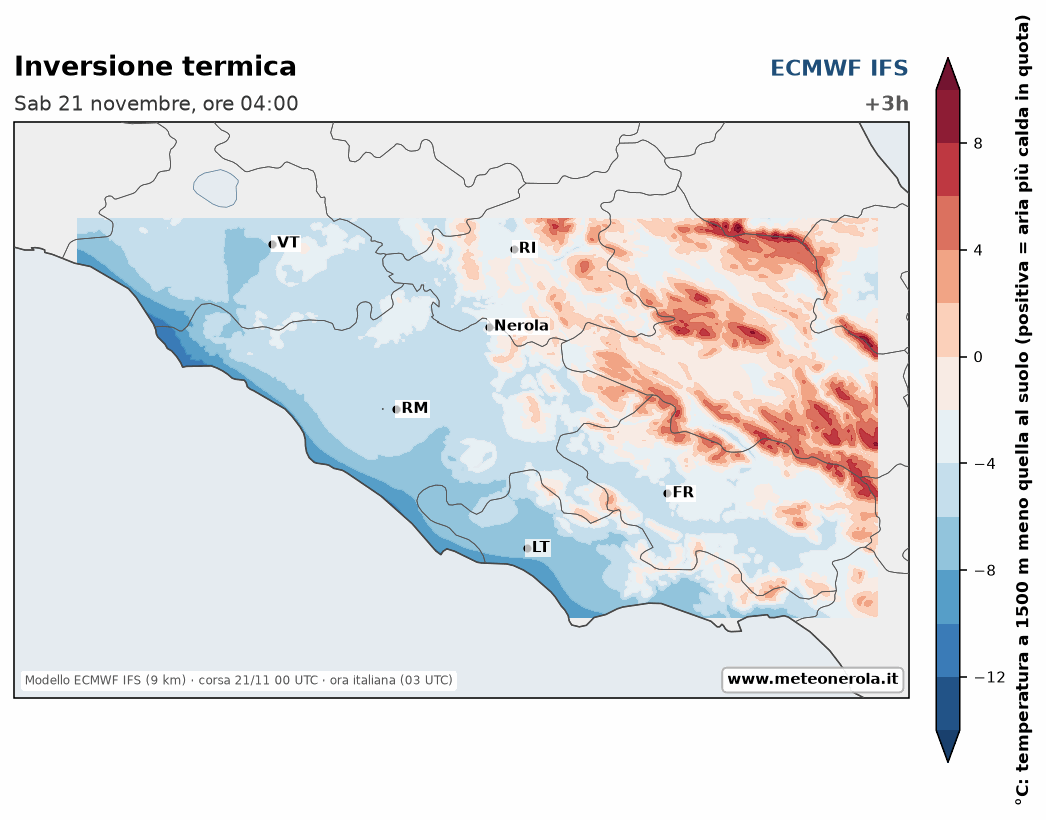 Inversione termica
ECMWF IFS
Sab 21 novembre, ore 04:00
+3h
VT
RI
Nerola
RM
FR
LT
Modello ECMWF IFS (9 km) · corsa 21/11 00 UTC · ora italiana (03 UTC)
www.meteonerola.it
8
4
0
−4
−8
−12
°C: temperatura a 1500 m meno quella al suolo (positiva = aria più calda in quota)